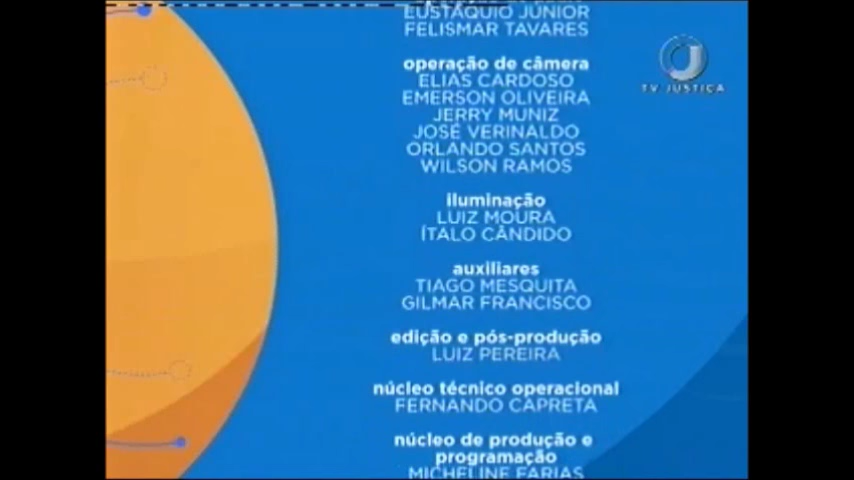 EUSTÁQUIO JÚNIOR
FELISMAR TAVARES
operação de câmera
ELIAS CARDOSO
EMERSON OLIVEIRA
JERRY MUNIZ
JOSÉ VERINALDO
ORLANDO SANTOS
WILSON RAMOS
iluminação
LUIZ MOURA
ÍTALO CÂNDIDO
auxiliares
TIAGO MESQUITA
GILMAR FRANCISCO
edição e pós-produção
LUIZ PEREIRA
núcleo técnico operacional
FERNANDO CAPRETA
núcleo de produção e
programação
MICHELINE FARIAS
TV JUSTIÇA